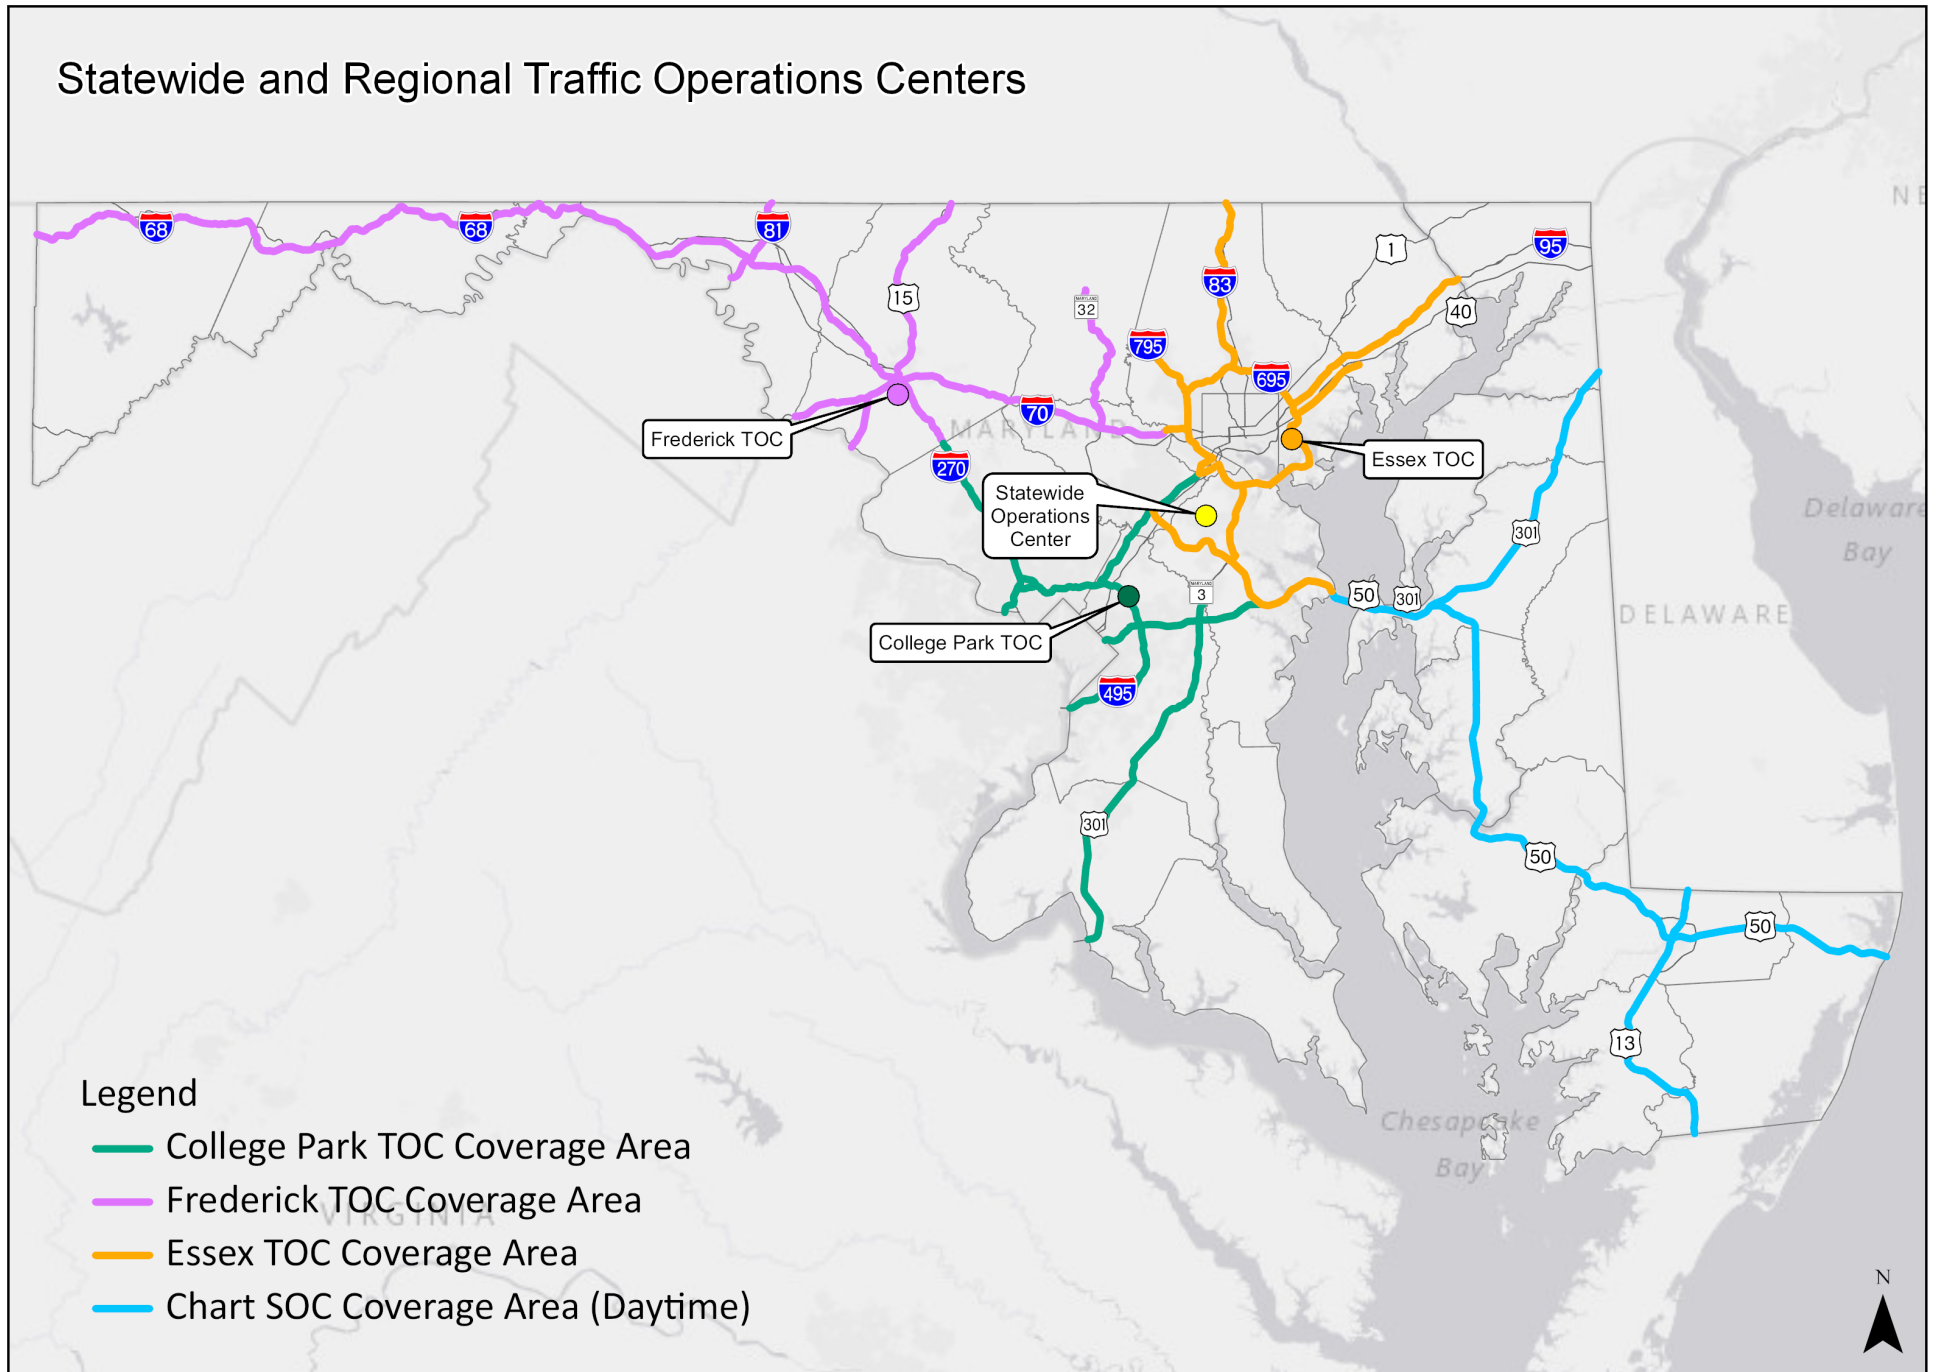 Statewide and Regional Traffic Operations Centers
NE
68
68
81
95
1
83
15
32
MARYLAND
40
795
695
70
MARYLAND
Frederick TOC
Essex TOC
270
Statewide
Operations
Center
Delaware
Bay
301
MARYLAND
3
50
301
DELAWARE
College Park TOC
495
301
50
50
13
Chesapeake
Bay
Legend
College Park TOC Coverage Area
Frederick TOC Coverage Area
VIRGINIA
Essex TOC Coverage Area
Chart SOC Coverage Area (Daytime)
N